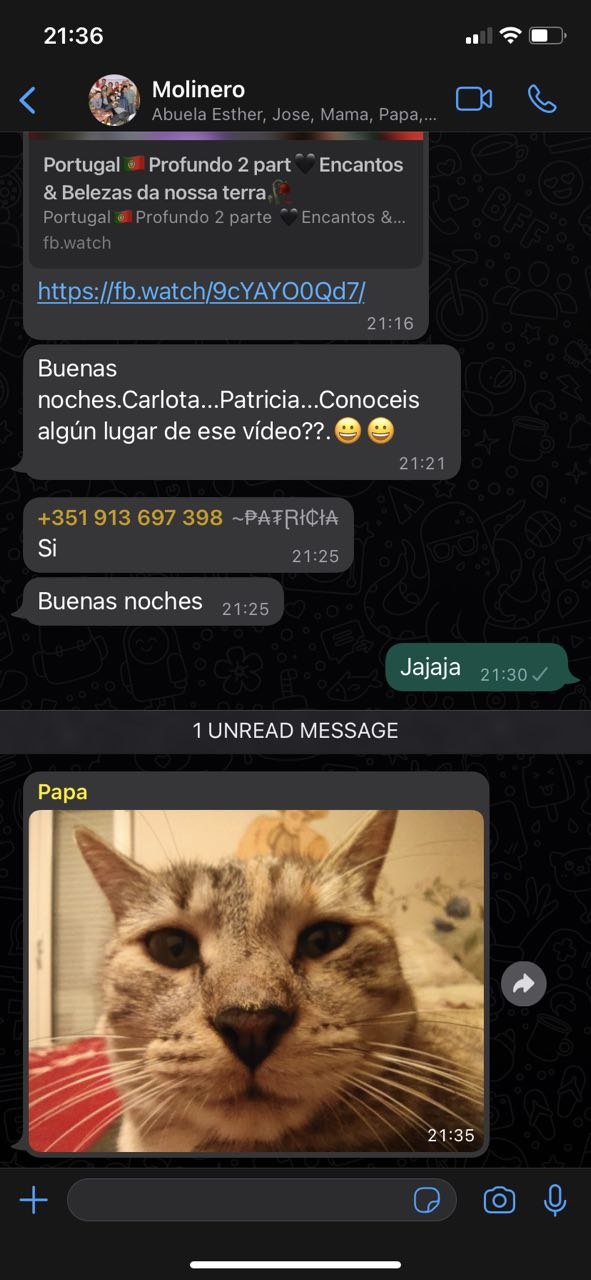 21:36
Molinero
Abuela Esther, Jose, Mama, Papa,...
Portugal🇵🇹Profundo 2 part🖤Encantos
& Belezas da nossa terra🥀
Portugal🇵🇹Profundo 2 parte 🖤Encantos &...
fb.watch
https://fb.watch/9cYAYO0Qd7/
21:16
Buenas
noches.Carlota...Patricia...Conoceis
algún lugar de ese vídeo??.😀😀
21:21
+351 913 697 398 ~₱₳₮Ɽł₵ł₳
Si
21:25
Buenas noches 21:25
Jajaja 21:30
1 UNREAD MESSAGE
Papa
21:35